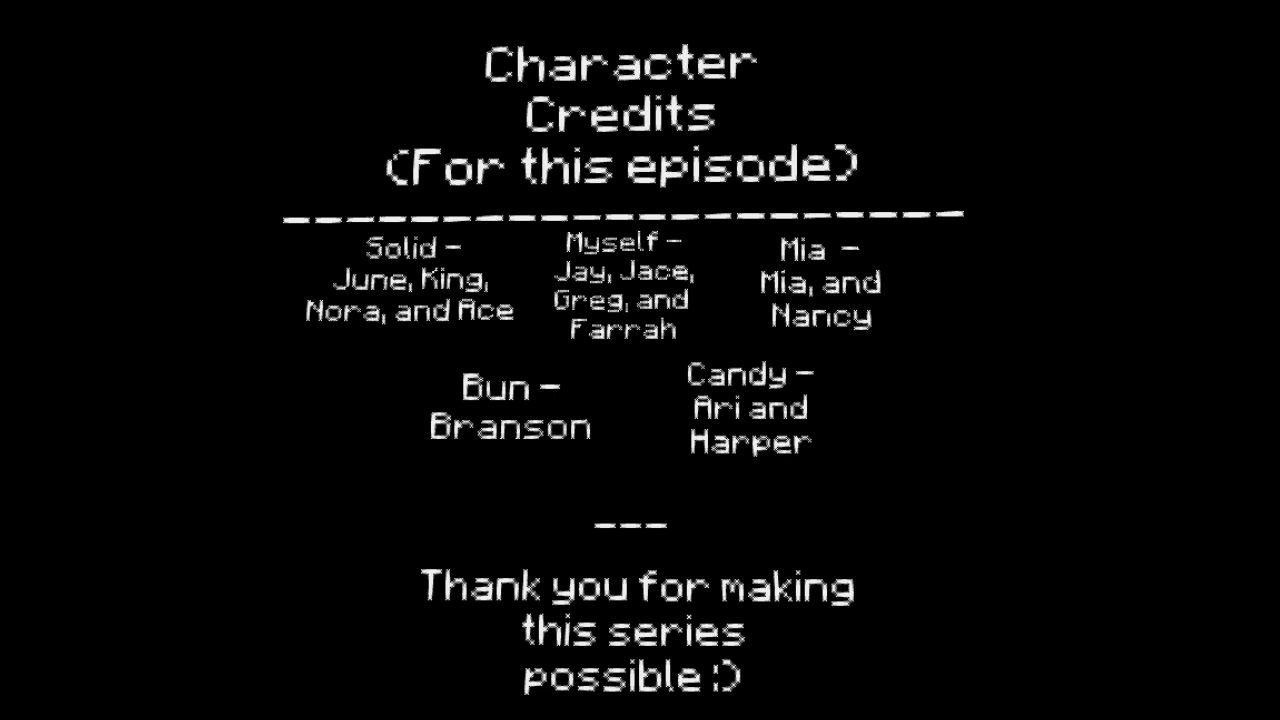 Character
Credits
(For this episode)
----------------------
Solid -
June, King,
Nora, and Ace
Myself -
Jay, Jace,
Greg, and
Farrah
Mia -
Mia, and
Nancy
Bun -
Branson
Candy -
Ari and
Harper
---
Thank you for making
this series
possible :)